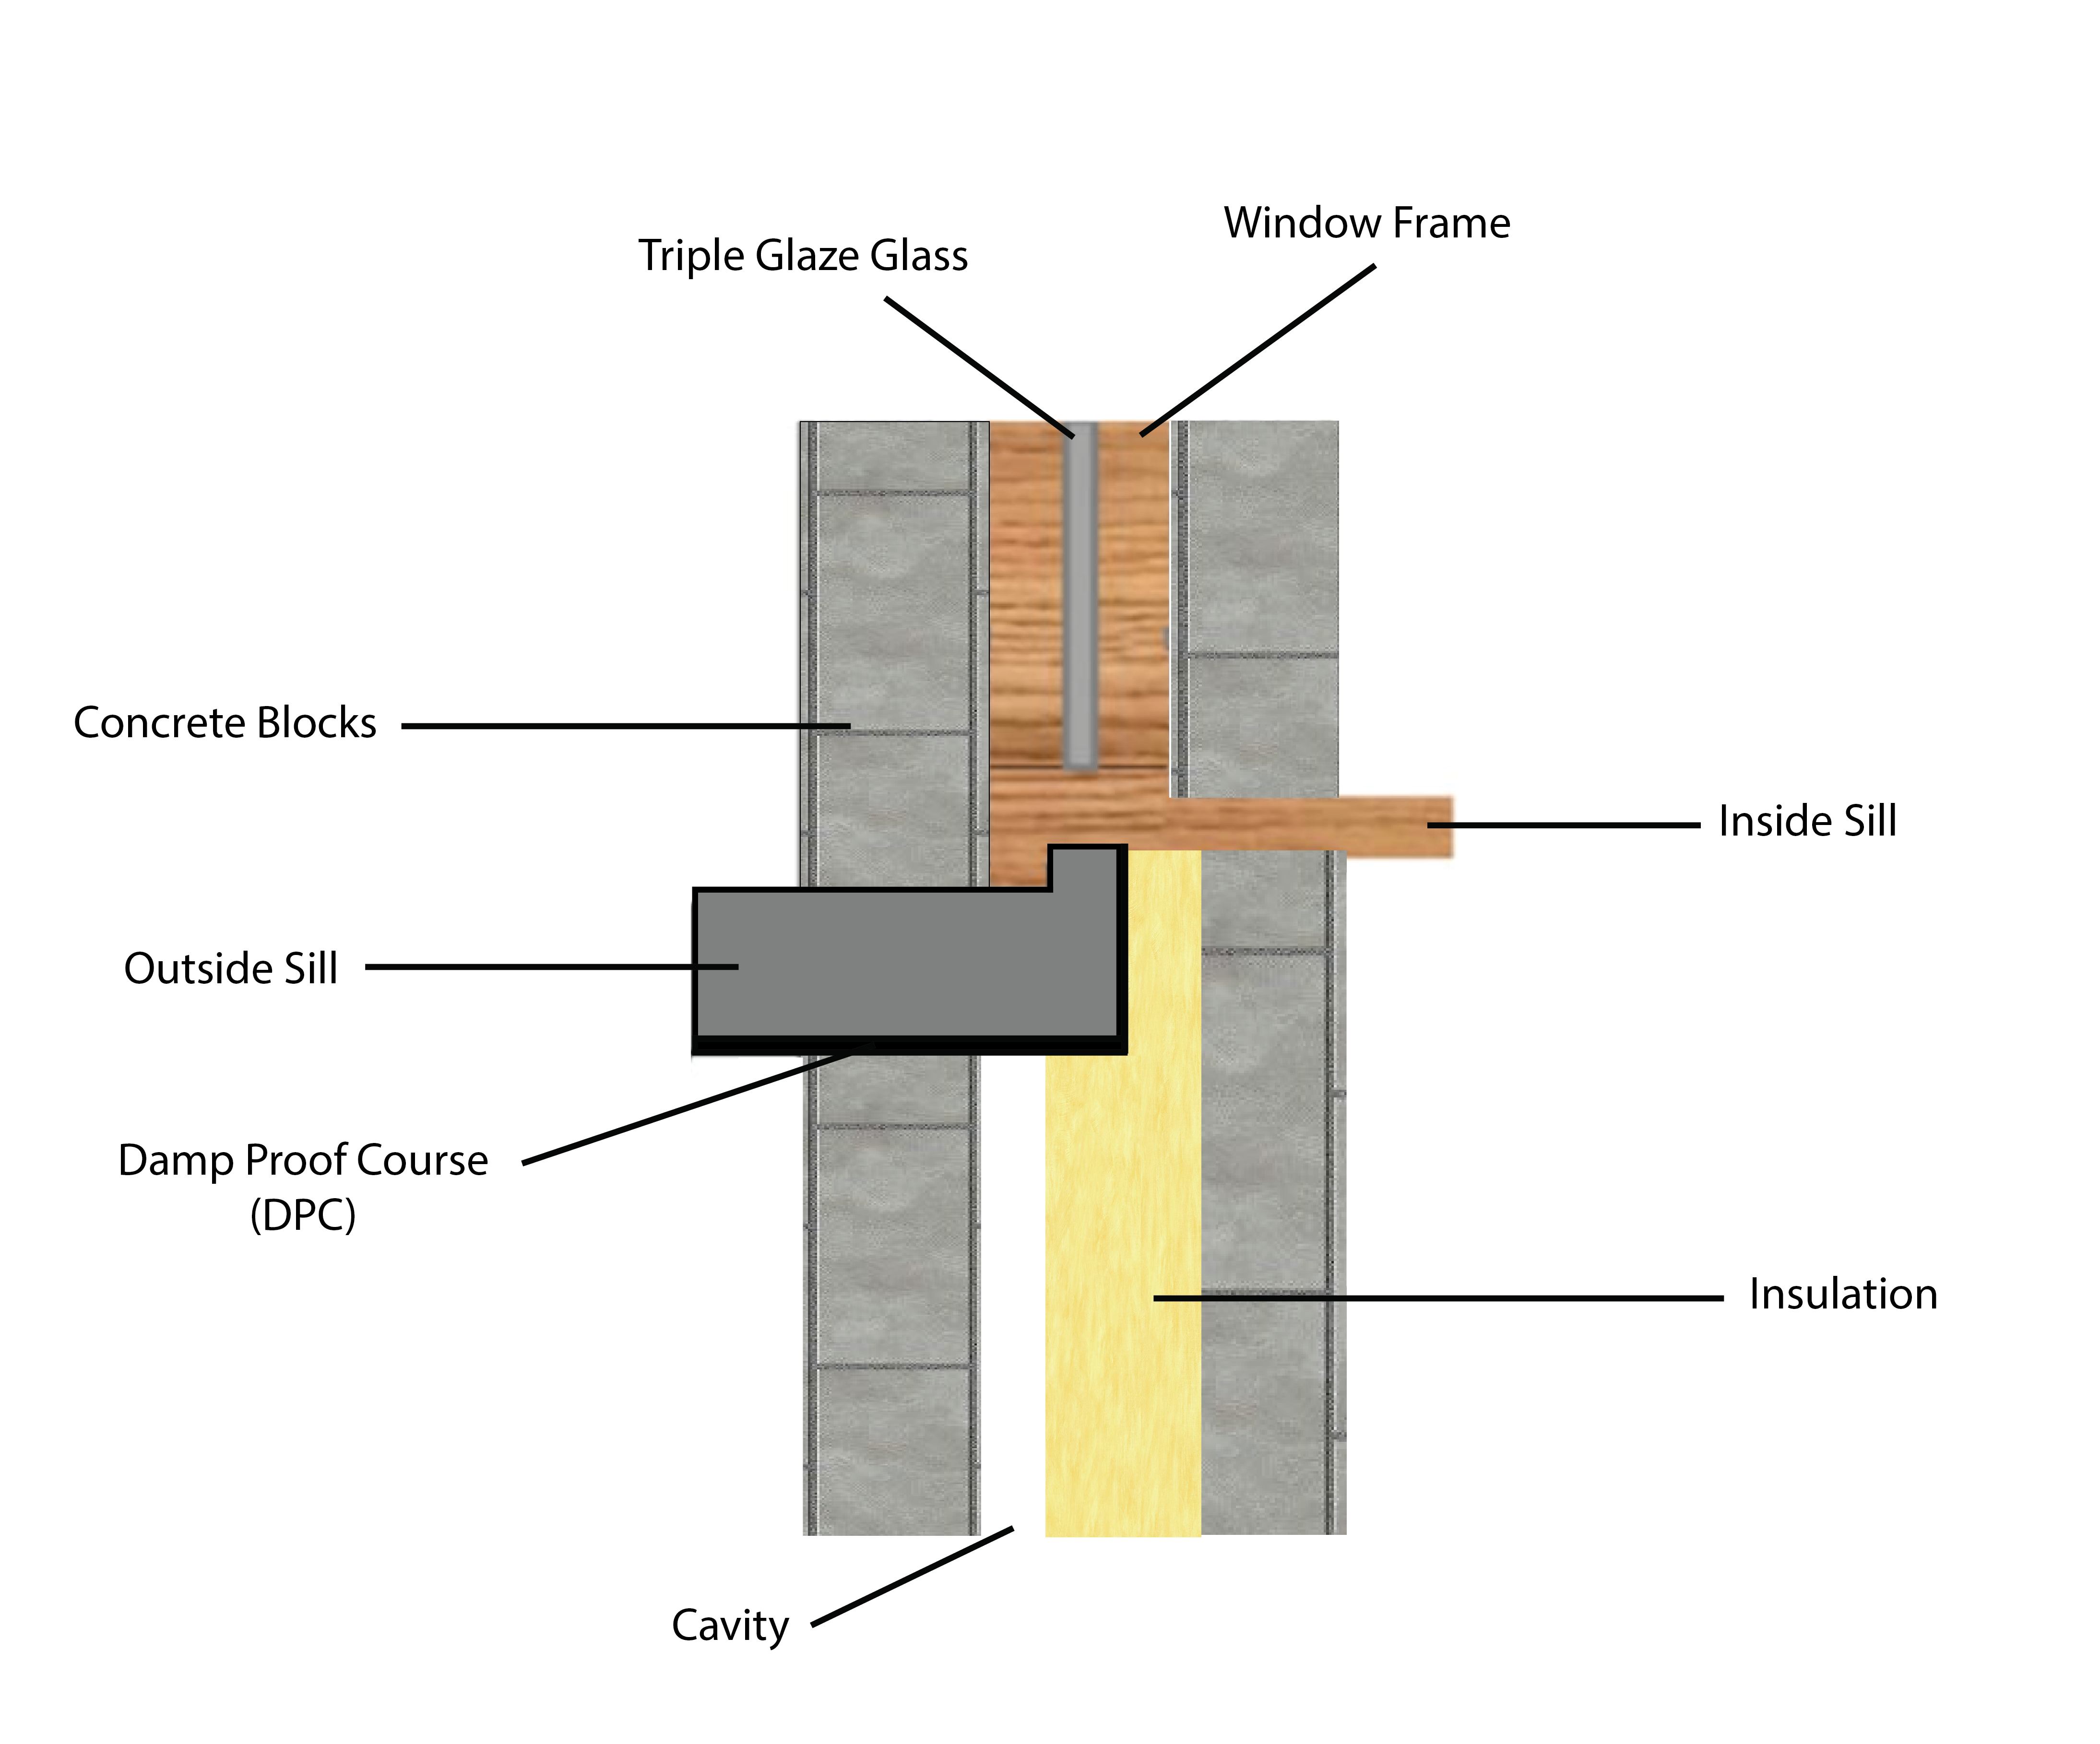 Window Frame
Triple Glaze Glass
Concrete Blocks
Inside Sill
Outside Sill
Damp Proof Course
(DPC)
Insulation
Cavity